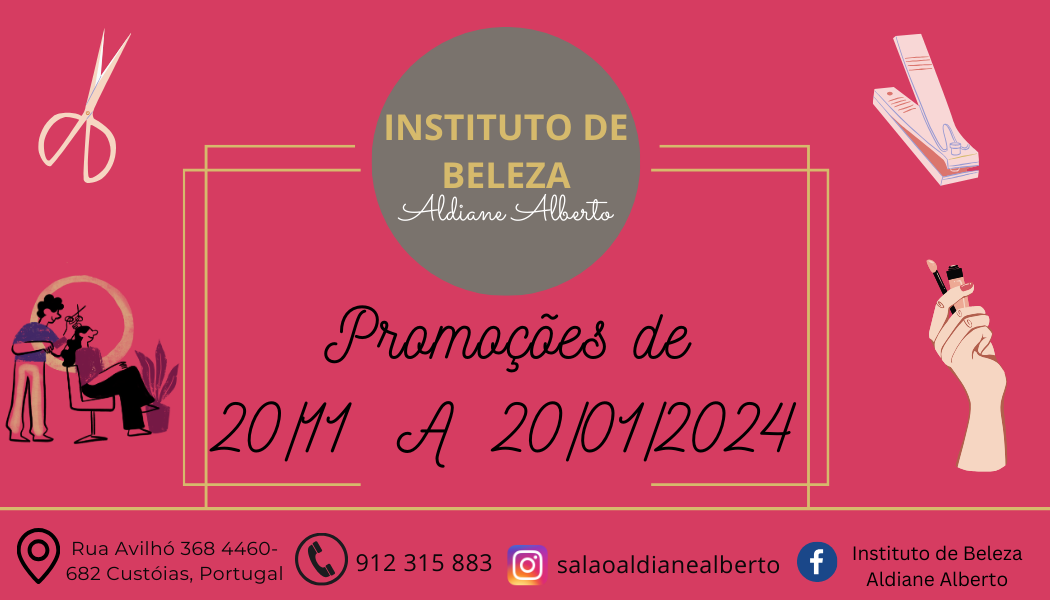 INSTITUTO DE
BELEZA
Aldiane Alberto
Promoções de
20/11 A 20/01/2024
Rua Avilhó 368 4460-
682 Custóias, Portugal
912 315 883
salaoaldianealberto
Instituto de Beleza
Aldiane Alberto